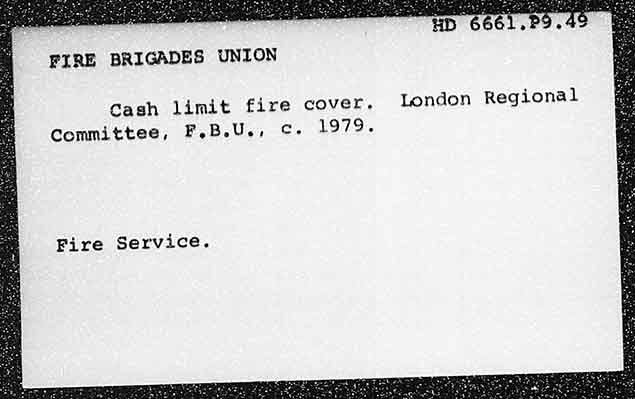 HD 6661.P9.49
FIRE BRIGADES UNION
Cash limit fire cover. London Regional
Committee, F.B.U., c. 1979.
Fire Service.